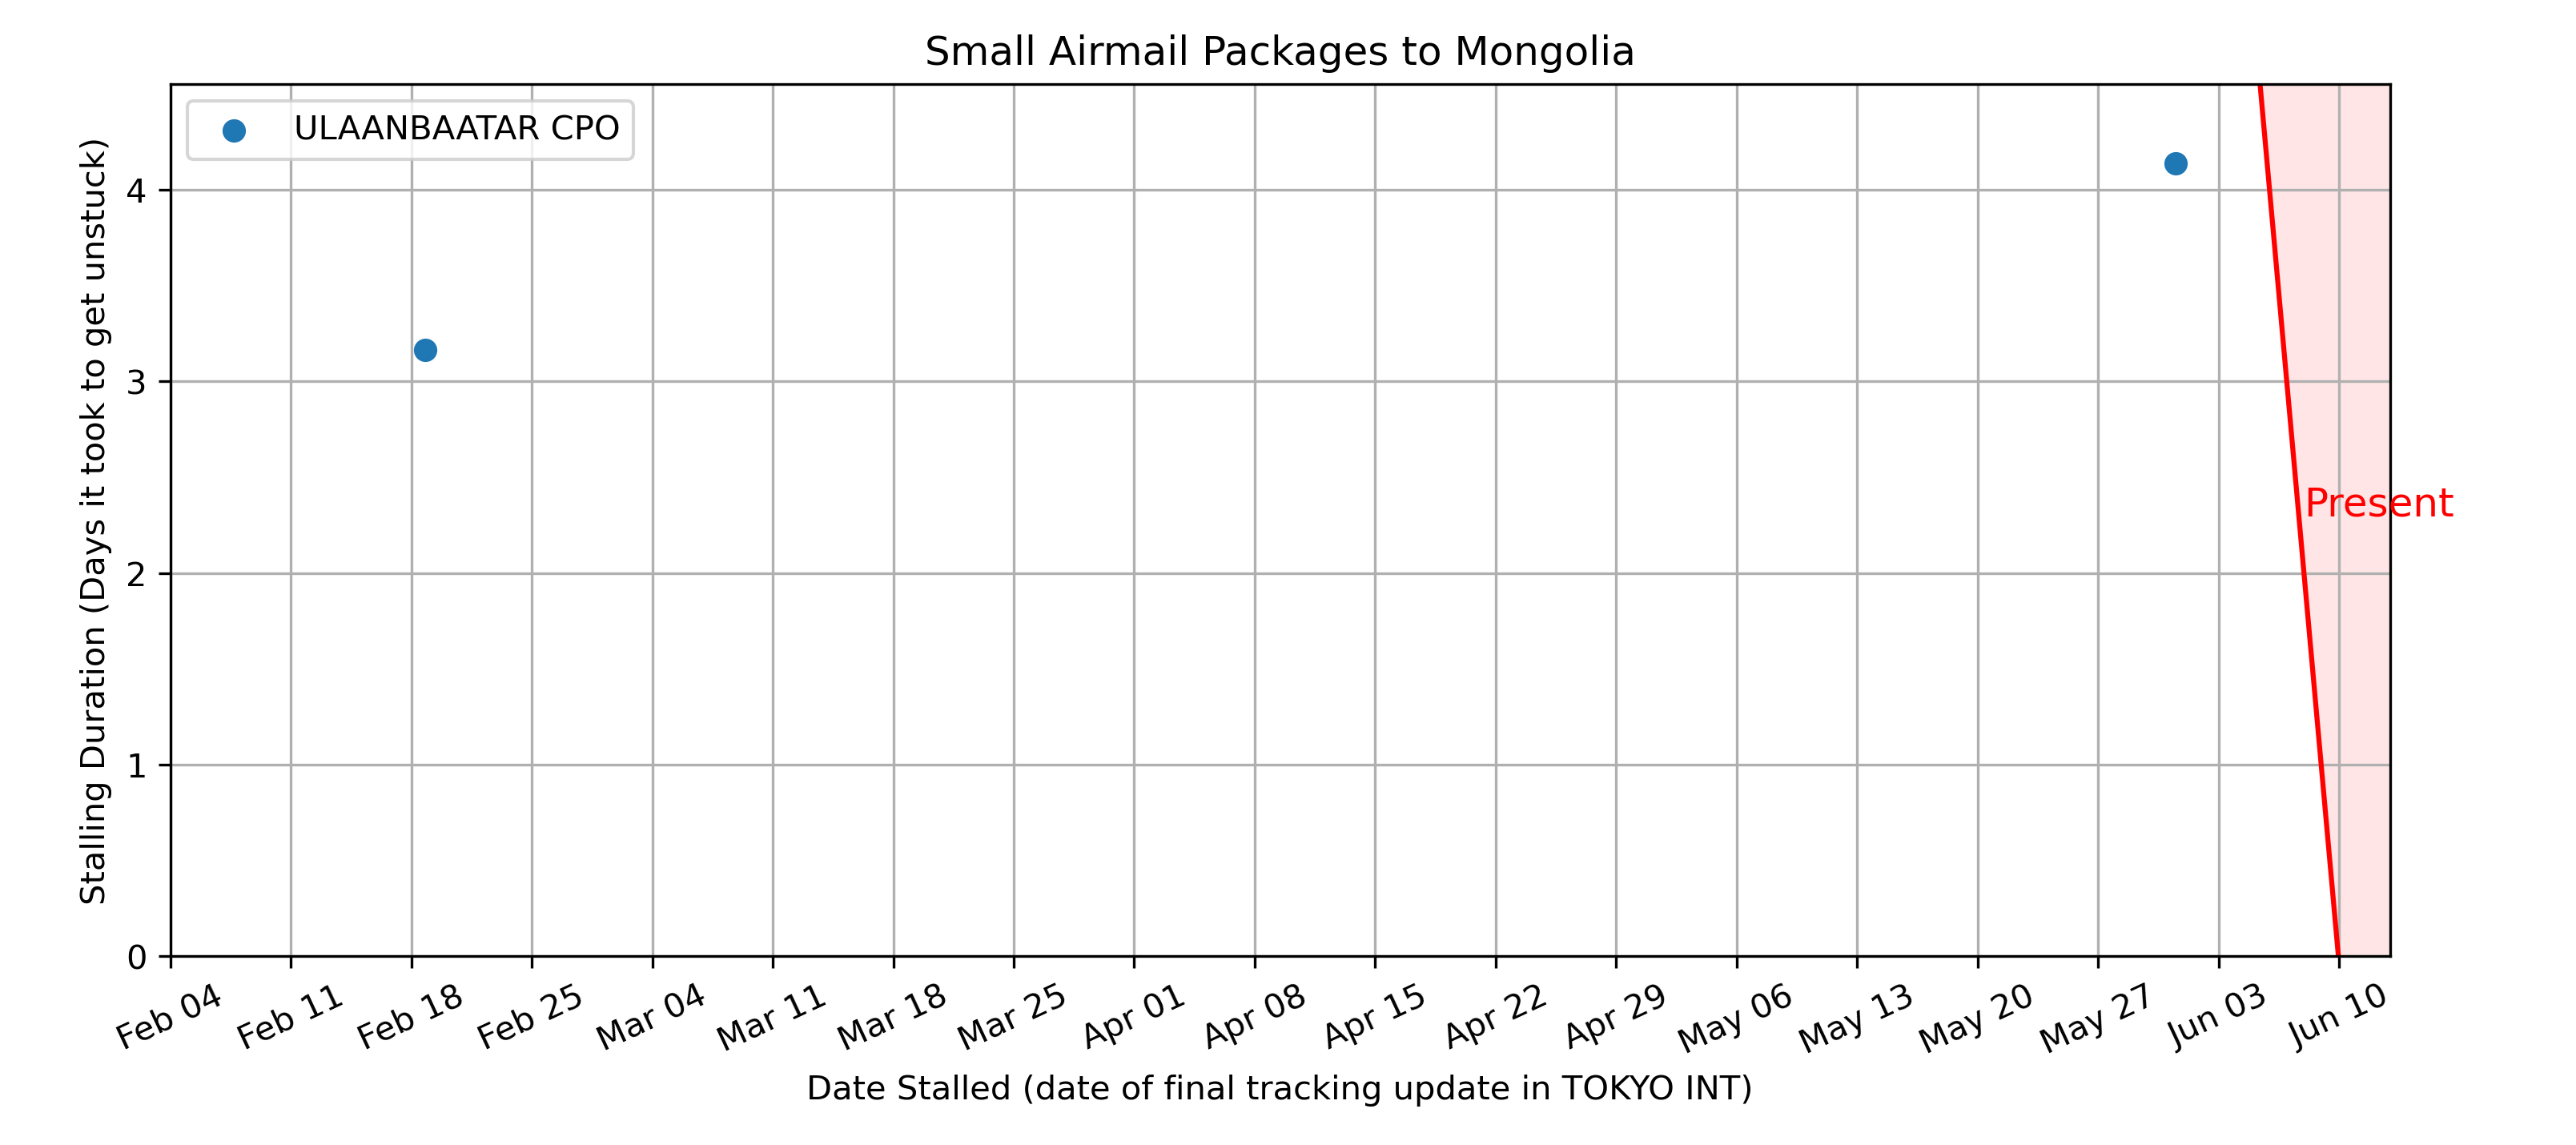 Small Airmail Packages to Mongolia
ULAANBAATAR CPO
Stalling Duration (Days it took to get unstuck)
4
3
2
1
0
Present
Feb 04 Feb 11 Feb 18 Feb 25 Mar 04 Mar 11 Mar 18 Mar 25 Apr 01 Apr 08 Apr 15 Apr 22 Apr 29 May 06 May 13 May 20 May 27 Jun 03 Jun 10
Date Stalled (date of final tracking update in TOKYO INT)